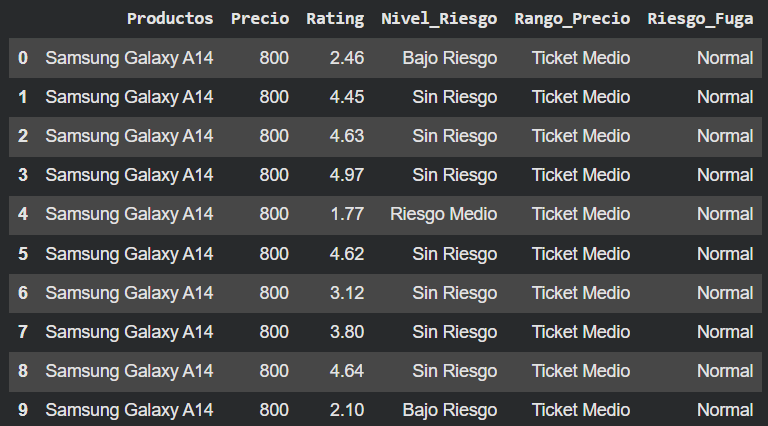 Productos Precio Rating Nivel_Riesgo Rango_Precio Riesgo_Fuga
0 Samsung Galaxy A14 800 2.46 Bajo Riesgo Ticket Medio Normal
1 Samsung Galaxy A14 800 4.45 Sin Riesgo Ticket Medio Normal
2 Samsung Galaxy A14 800 4.63 Sin Riesgo Ticket Medio Normal
3 Samsung Galaxy A14 800 4.97 Sin Riesgo Ticket Medio Normal
4 Samsung Galaxy A14 800 1.77 Riesgo Medio Ticket Medio Normal
5 Samsung Galaxy A14 800 4.62 Sin Riesgo Ticket Medio Normal
6 Samsung Galaxy A14 800 3.12 Sin Riesgo Ticket Medio Normal
7 Samsung Galaxy A14 800 3.80 Sin Riesgo Ticket Medio Normal
8 Samsung Galaxy A14 800 4.64 Sin Riesgo Ticket Medio Normal
9 Samsung Galaxy A14 800 2.10 Bajo Riesgo Ticket Medio Normal